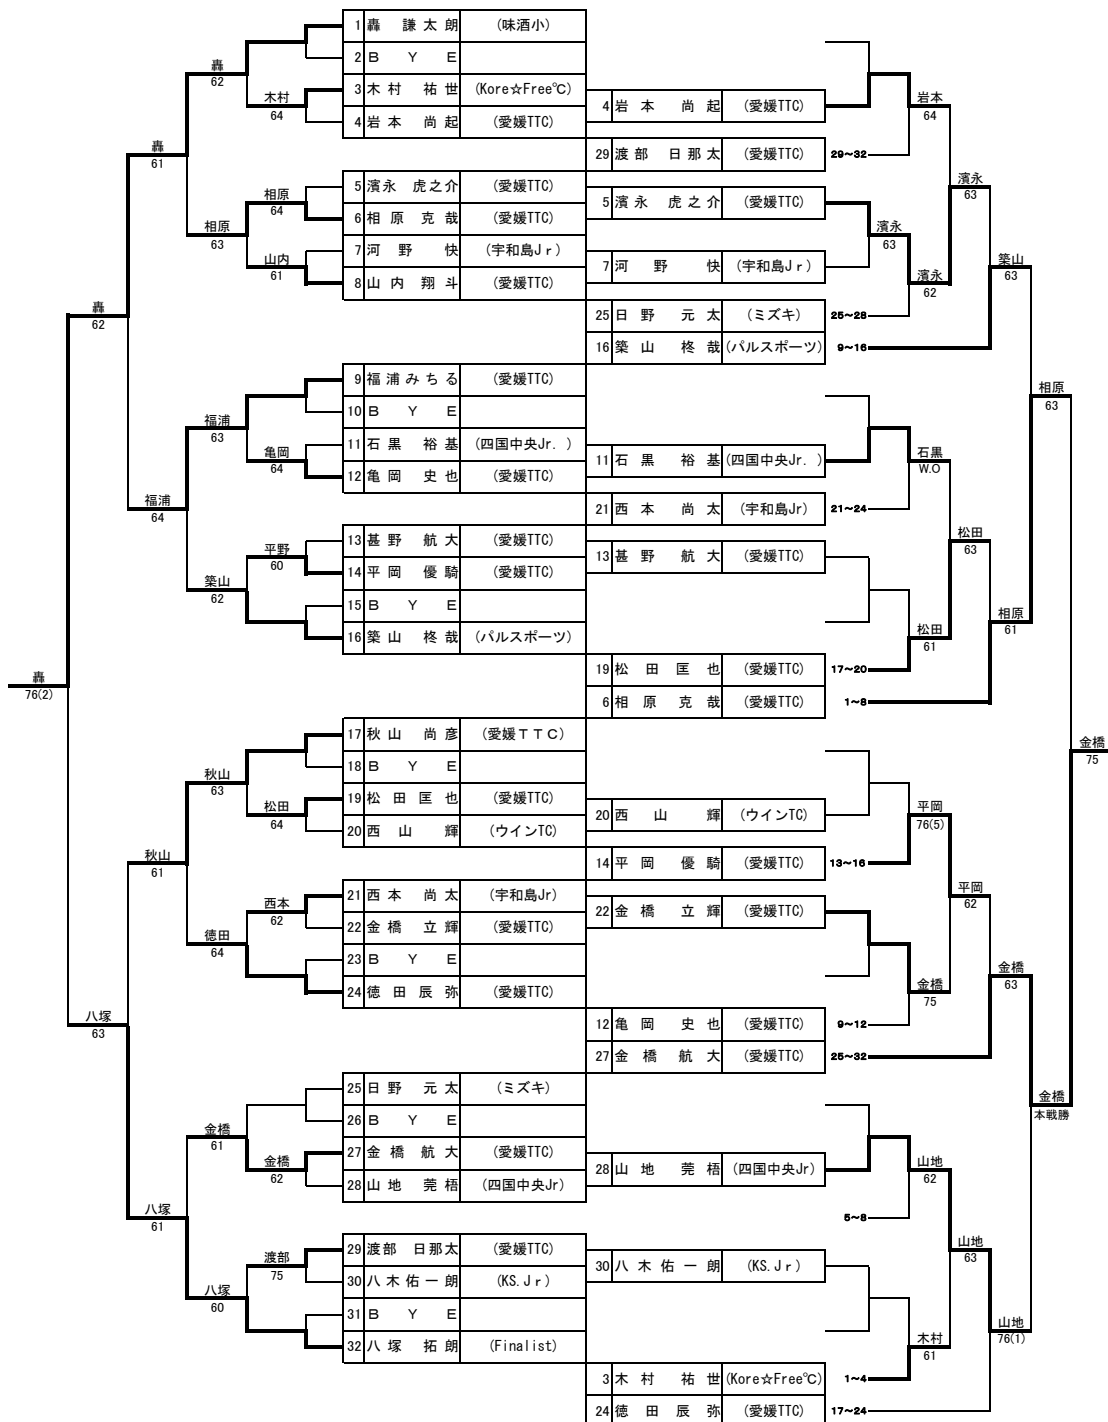 1 轟 謙太朗 (味酒小)
2 B Y E
3 木村 祐世 (Kore☆Free℃)
4 岩本 尚起 (愛媛TTC)
5 濱永 虎之介 (愛媛TTC)
6 相原 克哉 (愛媛TTC)
7 河野 快 (宇和島Jr)
8 山内 翔斗 (愛媛TTC)
9 福浦みちる (愛媛TTC)
10 B Y E
11 石黒 裕基 (四国中央Jr. )
12 亀岡 史也 (愛媛TTC)
13 甚野 航大 (愛媛TTC)
14 平岡 優騎 (愛媛TTC)
15 B Y E
16 築山 柊哉 (パルスポーツ)
17 秋山 尚彦 (愛媛TTC)
18 B Y E
19 松田匡也 (愛媛TTC)
20 西山 輝 (ウインTC)
21 西本 尚太 (宇和島Jr)
22 金橋 立輝 (愛媛TTC)
23 B Y E
24 徳田辰弥 (愛媛TTC)
25 日野 元太 (ミズキ)
26 B Y E
27 金橋 航大 (愛媛TTC)
28 山地 莞梧 (四国中央Jr)
29 渡部 日那太 (愛媛TTC)
30 八木佑一朗 (KS.Jr)
31 B Y E
32 八塚 拓朗 (Finalist)
轟
62
木村
64
轟
61
相原
64
相原
63
山内
61
轟
62
福浦
63
亀岡
64
福浦
64
平野
60
築山
62
轟
76(2)
秋山
63
松田
64
秋山
61
西本
62
徳田
64
八塚
63
金橋
61
金橋
62
八塚
61
渡部
75
八塚
60
4 岩本 尚起 (愛媛TTC)
29 渡部 日那太 (愛媛TTC) 29~32
5 濱永 虎之介 (愛媛TTC)
7 河野 快 (宇和島Jr)
25 日野 元太 (ミズキ) 25~28
16 築山 柊哉 (パルスポーツ) 9~16
11 石黒 裕基 (四国中央Jr. )
21 西本 尚太 (宇和島Jr) 21~24
13 甚野 航大 (愛媛TTC)
19 松田匡也 (愛媛TTC) 17~20
6 相原 克哉 (愛媛TTC) 1~8
20 西山 輝 (ウインTC)
14 平岡 優騎 (愛媛TTC) 13~16
22 金橋 立輝 (愛媛TTC)
12 亀岡 史也 (愛媛TTC) 9~12
27 金橋 航大 (愛媛TTC) 25~32
28 山地 莞梧 (四国中央Jr)
5~8
30 八木佑一朗 (KS.Jr)
3 木村 祐世 (Kore☆Free℃) 1~4
24 徳田辰弥 (愛媛TTC) 17~24
岩本
64
濱永
63
濱永
63
濱永
62
築山
63
相原
63
石黒
W.O
松田
63
相原
61
松田
61
金橋
75
平岡
76(5)
平岡
62
金橋
63
金橋
75
金橋
本戦勝
山地
62
山地
63
山地
76(1)
木村
61